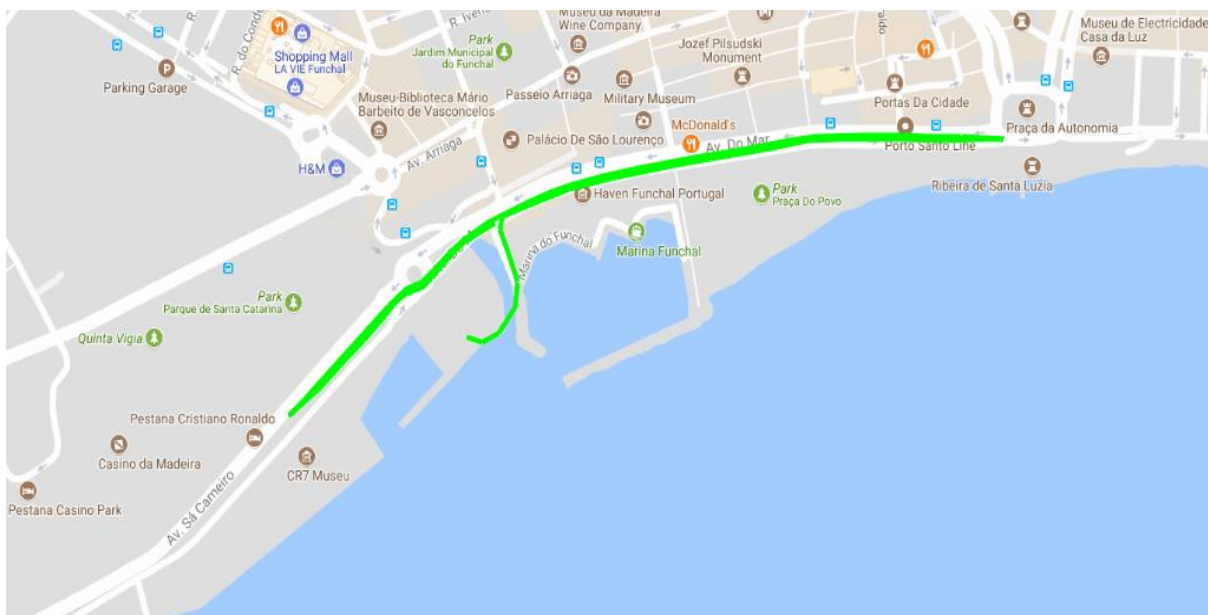 R. do Conde
R. Ivens
Park
Jardim Municipal
do Funchal
Museu da Madeira
Wine Company
Museu de Electricidade
Casa da Luz
Shopping Mall
LA VIE Funchal
Parking Garage
Jozef Pilsudski
Monument
Museu-Biblioteca Mário
Barbeito de Vasconcelos
Passeio Arriaga
Military Museum
Portas Da Cidade
Praça da Autonomia
McDonald's
Palácio De São Lourenço
Av. Arriaga
H&M
Av. Do Mar
Porto Santo Line
Ribeira de Santa Luzia
Haven Funchal Portugal
Park
Praça Do Povo
Marina do Funchal
Marina Funchal
Park
Parque de Santa Catarina
Quinta Vigia
Pestana Cristiano Ronaldo
Casino da Madeira
CR7 Museu
Pestana Casino Park
Av. Sá Carneiro